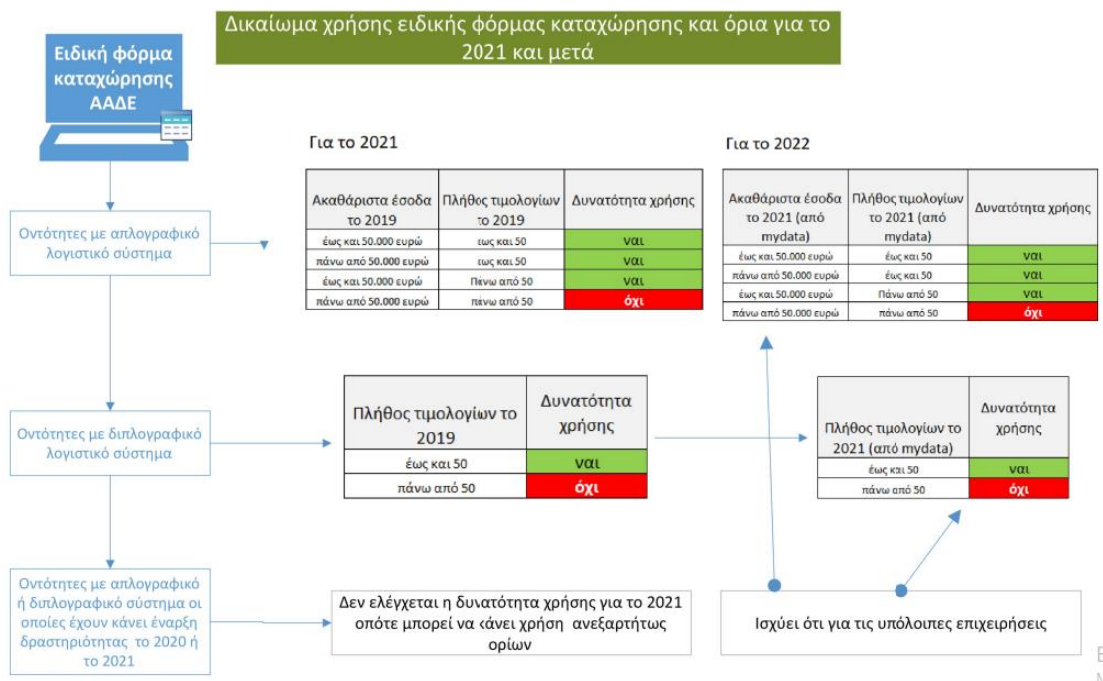 Δικαίωμα χρήσης ειδικής φόρμας καταχώρησης και όρια για το
2021 και μετά
Ειδική φόρμα
καταχώρησης
ΑΑΔΕ
Για το 2021
Ακαθάριστα έσοδα το 2019 Πλήθος τιμολογίων το 2019 Δυνατότητα χρήσης
έως και 50.000 ευρώ εως και 50 ναι
πάνω από 50.000 ευρώ εως και 50 ναι
έως και 50.000 ευρώ Πανω από 50 ναι
πάνω από 50.000 ευρώ πάνω από 50 όχι
Για το 2022
Ακαθάριστα έσοδα το 2021 (από mydata) Πλήθος τιμολογίων το 2021 (από mydata) Δυνατότητα χρήσης
έως και 50.000 ευρώ έως και 50 ναι
πάνω από 50.000 ευρώ έως και 50 ναι
έως και 50.000 ευρώ Πάνω από 50 ναι
πάνω από 50.000 ευρώ πάνω από 50 όχι
Οντότητες με απλογραφικό
λογιστικό σύστημα
Οντότητες με διπλογραφικό
λογιστικό σύστημα
Πλήθος τιμολογίων το 2019 Δυνατότητα χρήσης
έως και 50 ναι
πάνω από 50 όχι
Πλήθος τιμολογίων το 2021 (από mydata) Δυνατότητα χρήσης
έως και 50 ναι
πάνω από 50 όχι
Οντότητες με απλογραφικό
ή διπλογραφικό σύστημα οι
οποίες έχουν κάνει έναρξη
δραστηριότητας το 2020 ή
το 2021
Δεν ελέγχεται η δυνατότητα χρήσης για το 2021
οπότε μπορεί να κάνει χρήση ανεξαρτήτως
ορίων
Ισχύει ότι για τις υπόλοιπες επιχειρήσεις